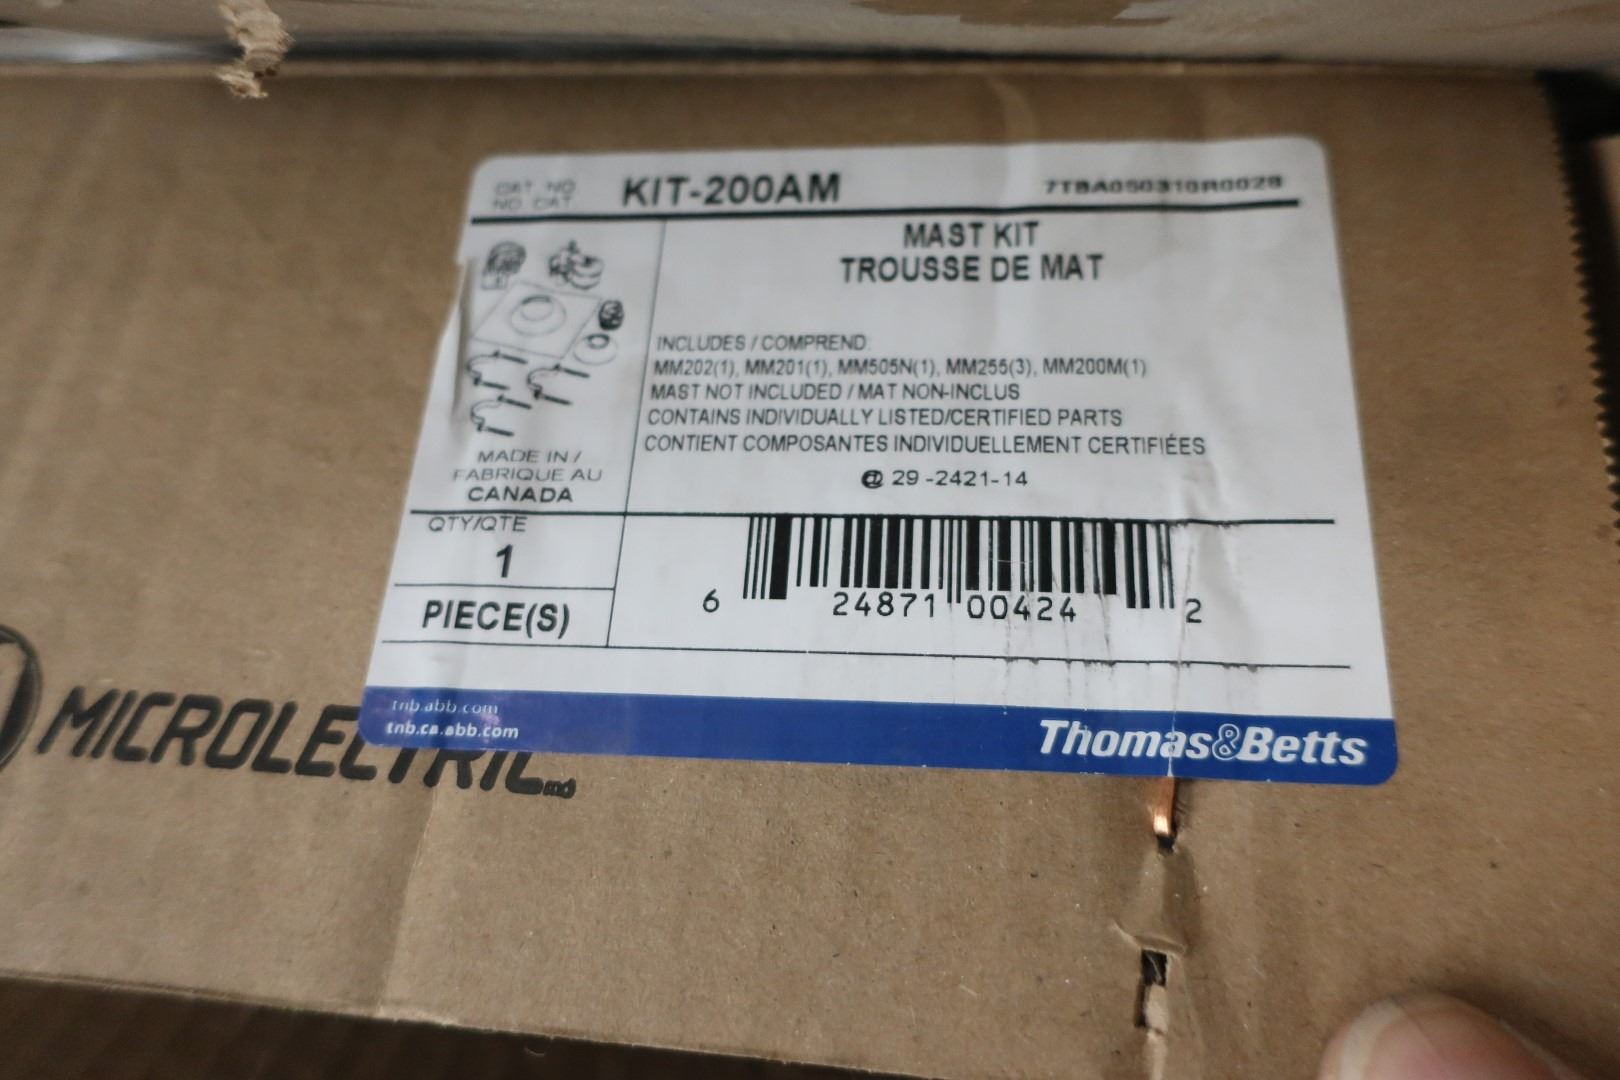 CAT. NO
NO. CAT.
KIT-200AM
7TBA050310R0028
MAST KIT
TROUSSE DE MAT
INCLUDES / COMPREND:
MM202(1), MM201(1), MM505N(1), MM255(3), MM200M(1)
MAST NOT INCLUDED / MAT NON-INCLUS
CONTAINS INDIVIDUALLY LISTED/CERTIFIED PARTS
CONTIENT COMPOSANTES INDIVIDUELLEMENT CERTIFIÉES
@ 29 -2421-14
MADE IN /
FABRIQUE AU
CANADA
QTY/QTE
1
PIECE(S)
6 24871 00424 2
tnb.abb.com
tnb.ca.abb.com
Thomas&Betts
MICROLECTRIC